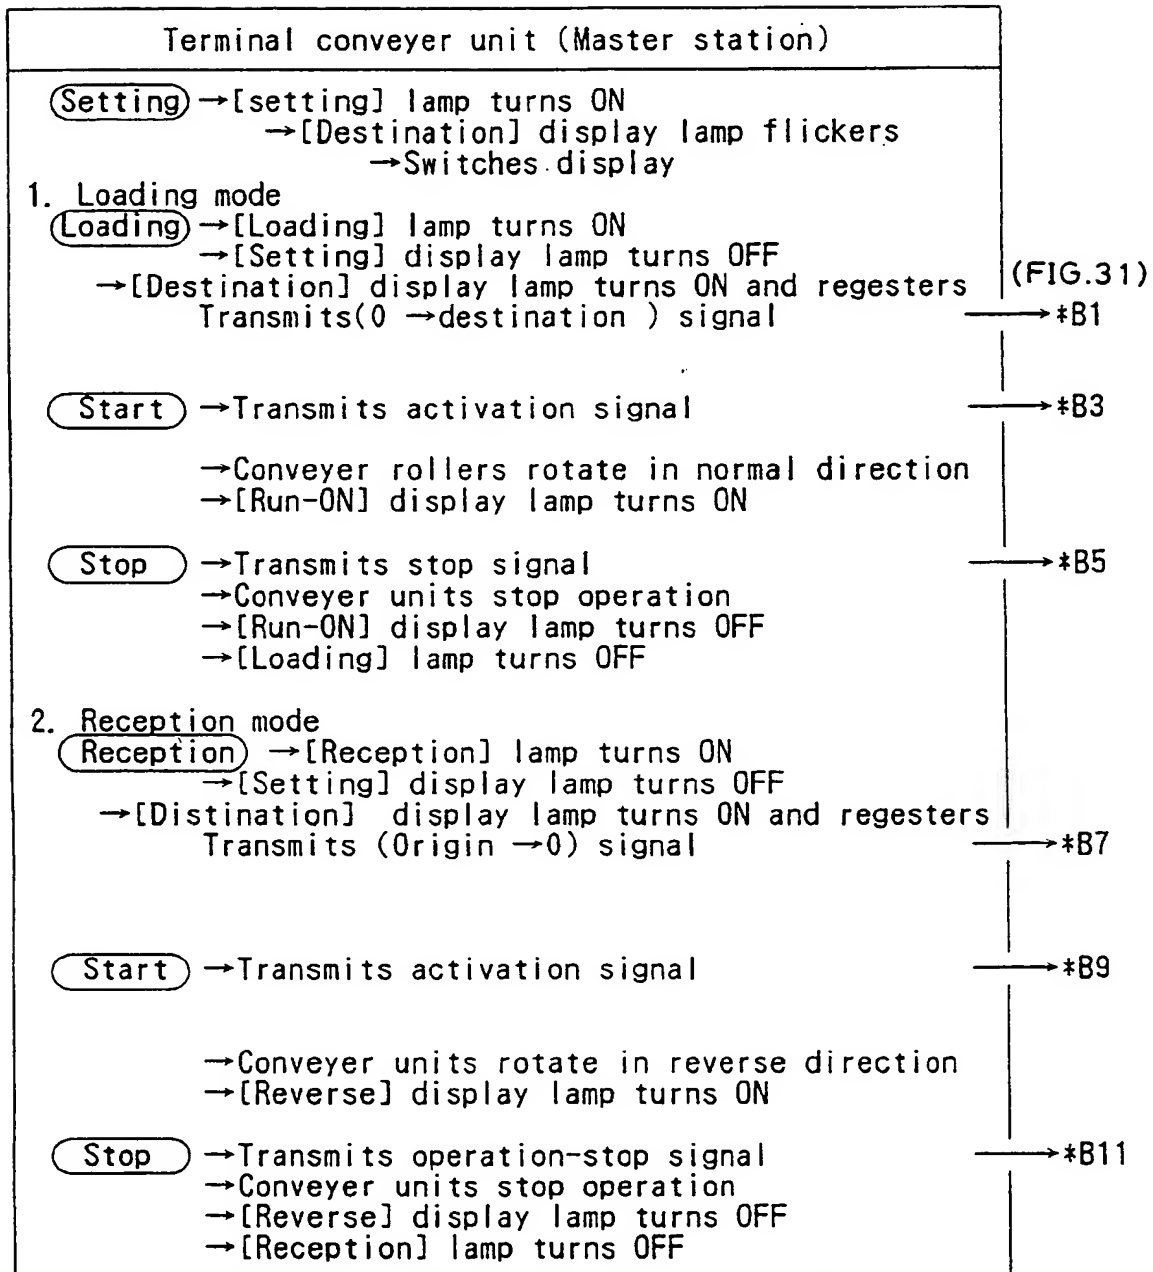 Terminal conveyer unit (Master station)
Setting →[setting] lamp turns ON
→[Destination] display lamp flickers
→Switches display
1. Loading mode
Loading →[Loading] lamp turns ON
→[Setting] display lamp turns OFF
(FIG.31)
→[Destination] display lamp turns ON and regesters
Transmits(0 →destination ) signal →*B1
Start →Transmits activation signal →*B3
→Conveyer rollers rotate in normal direction
→[Run-ON] display lamp turns ON
Stop →Transmits stop signal →*B5
→Conveyer units stop operation
→[Run-ON] display lamp turns OFF
→[Loading] lamp turns OFF
2. Reception mode
Reception →[Reception] lamp turns ON
→[Setting] display lamp turns OFF
→[Distination] display lamp turns ON and regesters
Transmits (Origin →0) signal →*B7
Start →Transmits activation signal →*B9
→Conveyer units rotate in reverse direction
→[Reverse] display lamp turns ON
Stop →Transmits operation-stop signal →*B11
→Conveyer units stop operation
→[Reverse] display lamp turns OFF
→[Reception] lamp turns OFF